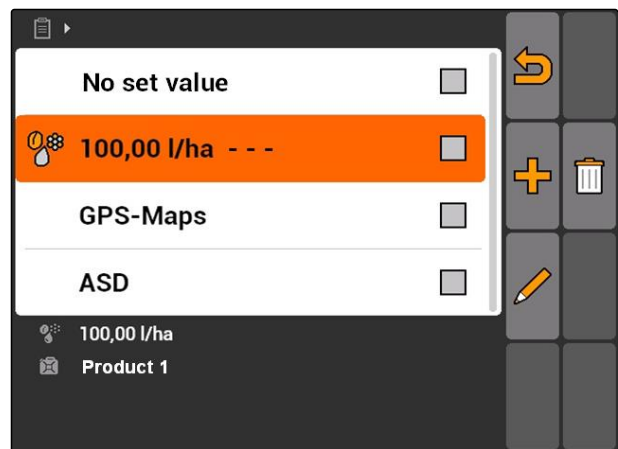 No set value
100,00 l/ha - - -
GPS-Maps
ASD
100,00 l/ha
Product 1